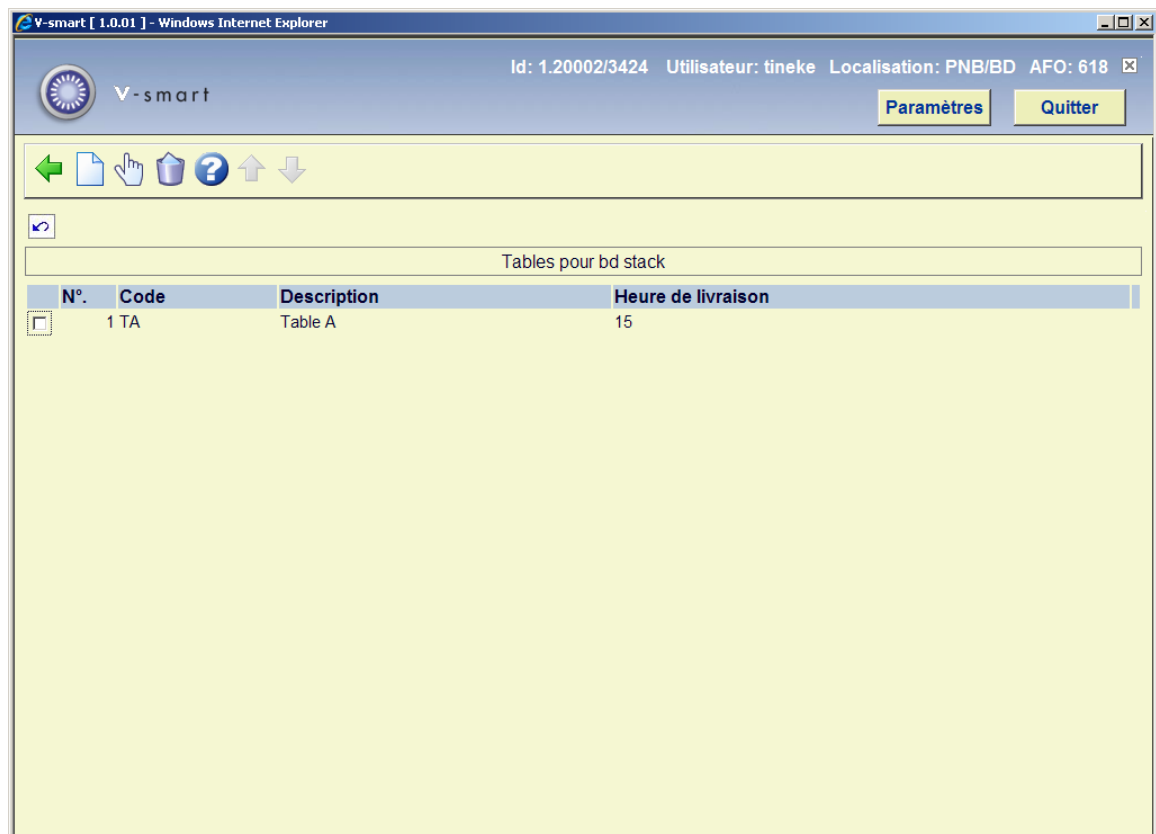 V-smart [ 1.0.01 ] - Windows Internet Explorer
Id: 1.20002/3424 Utilisateur: tineke Localisation: PNB/BD AFO: 618
V-smart
Paramètres Quitter
Tables pour bd stack
N°. Code Description Heure de livraison
1 TA Table A 15